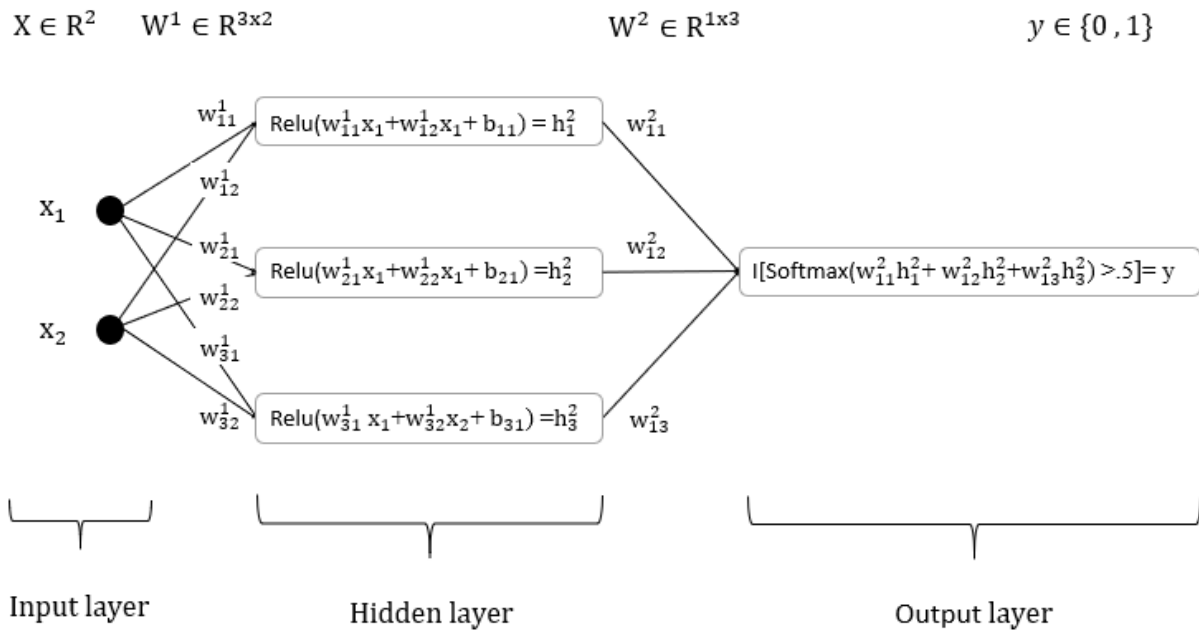 X ∈ R² W¹ ∈ R³ˣ² W² ∈ R¹ˣ³ y ∈ {0 , 1}
w¹₁₁
Relu(w¹₁₁x₁+w¹₁₂x₁+ b₁₁) = h²₁
w²₁₁
w¹₁₂
x₁
w¹₂₁
Relu(w¹₂₁x₁+w¹₂₂x₁+ b₂₁) =h²₂
w²₁₂
I[Softmax(w²₁₁h²₁+ w²₁₂h²₂+w²₁₃h²₃) >.5]= y
w¹₂₂
x₂
w¹₃₁
w¹₃₂
Relu(w¹₃₁ x₁+w¹₃₂x₂+ b₃₁) =h²₃
w²₁₃
Input layer Hidden layer Output layer